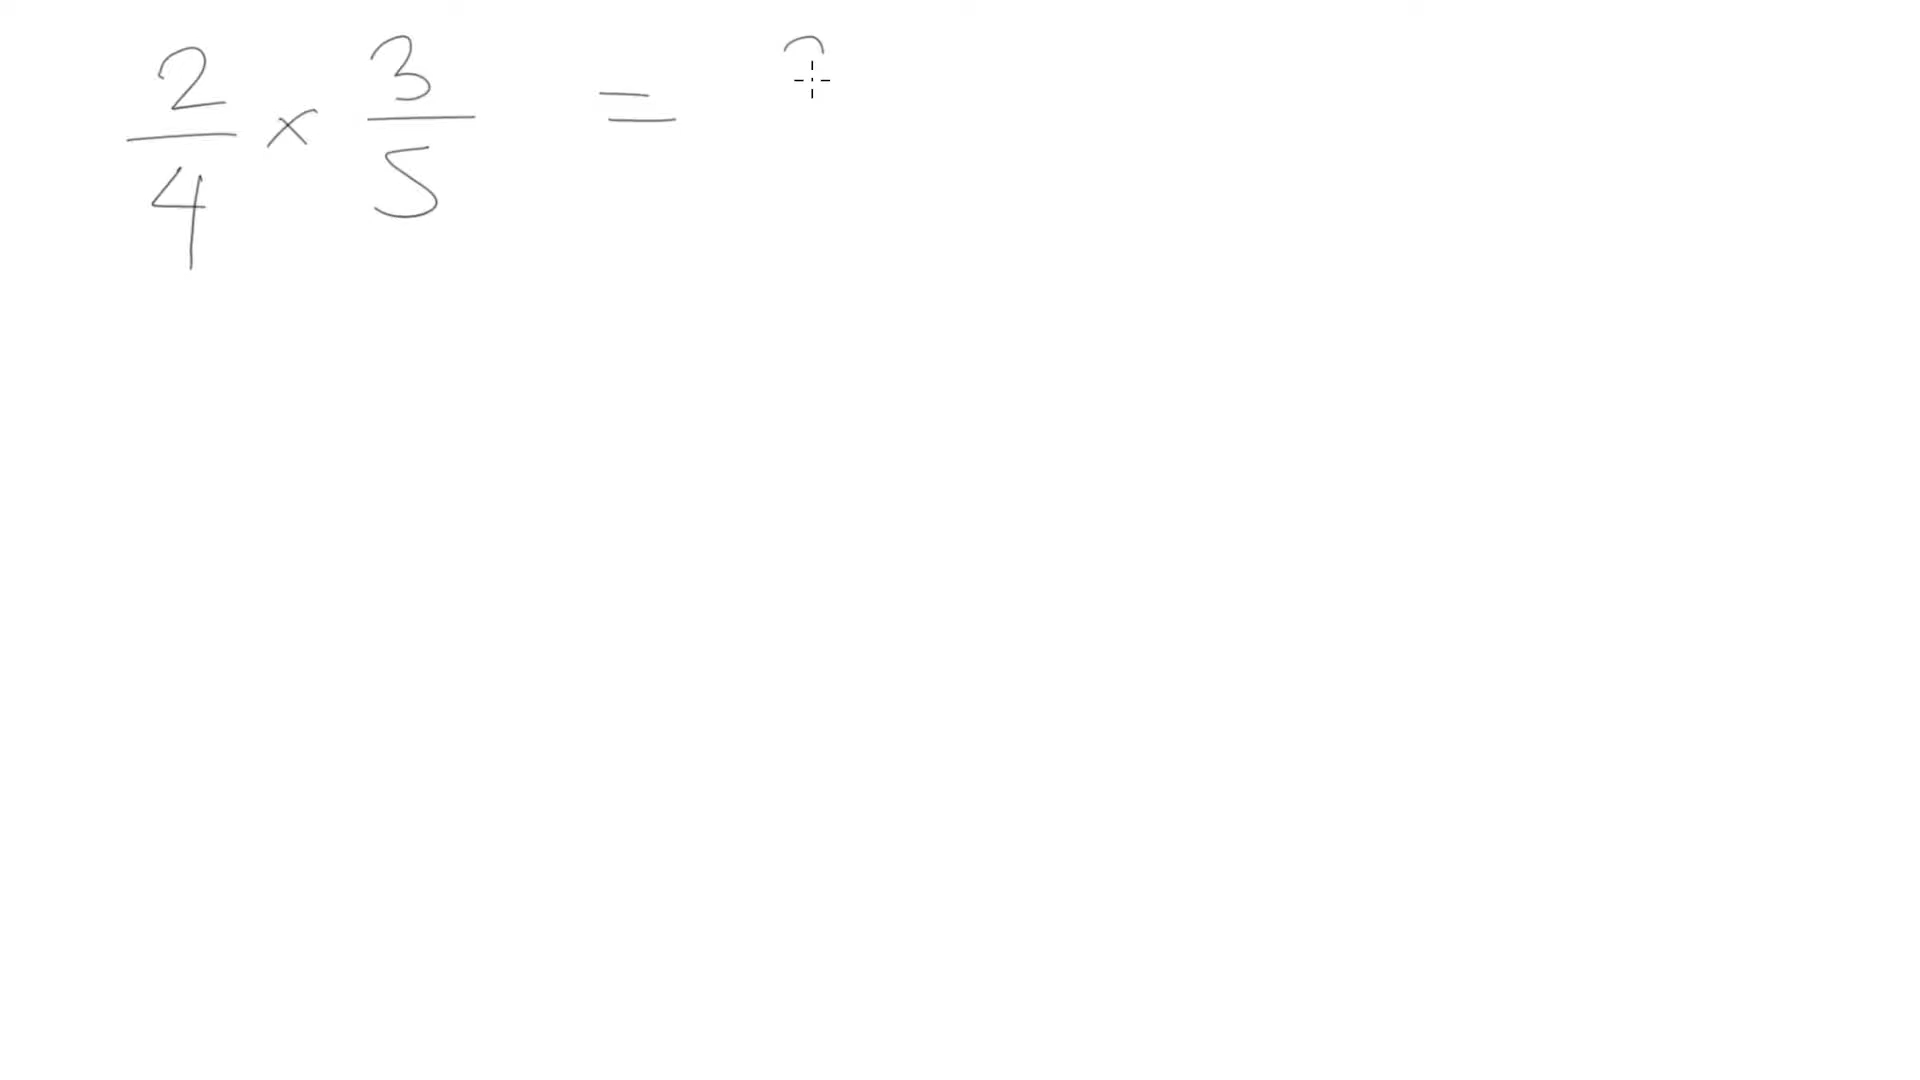 2/4 × 3/5 =